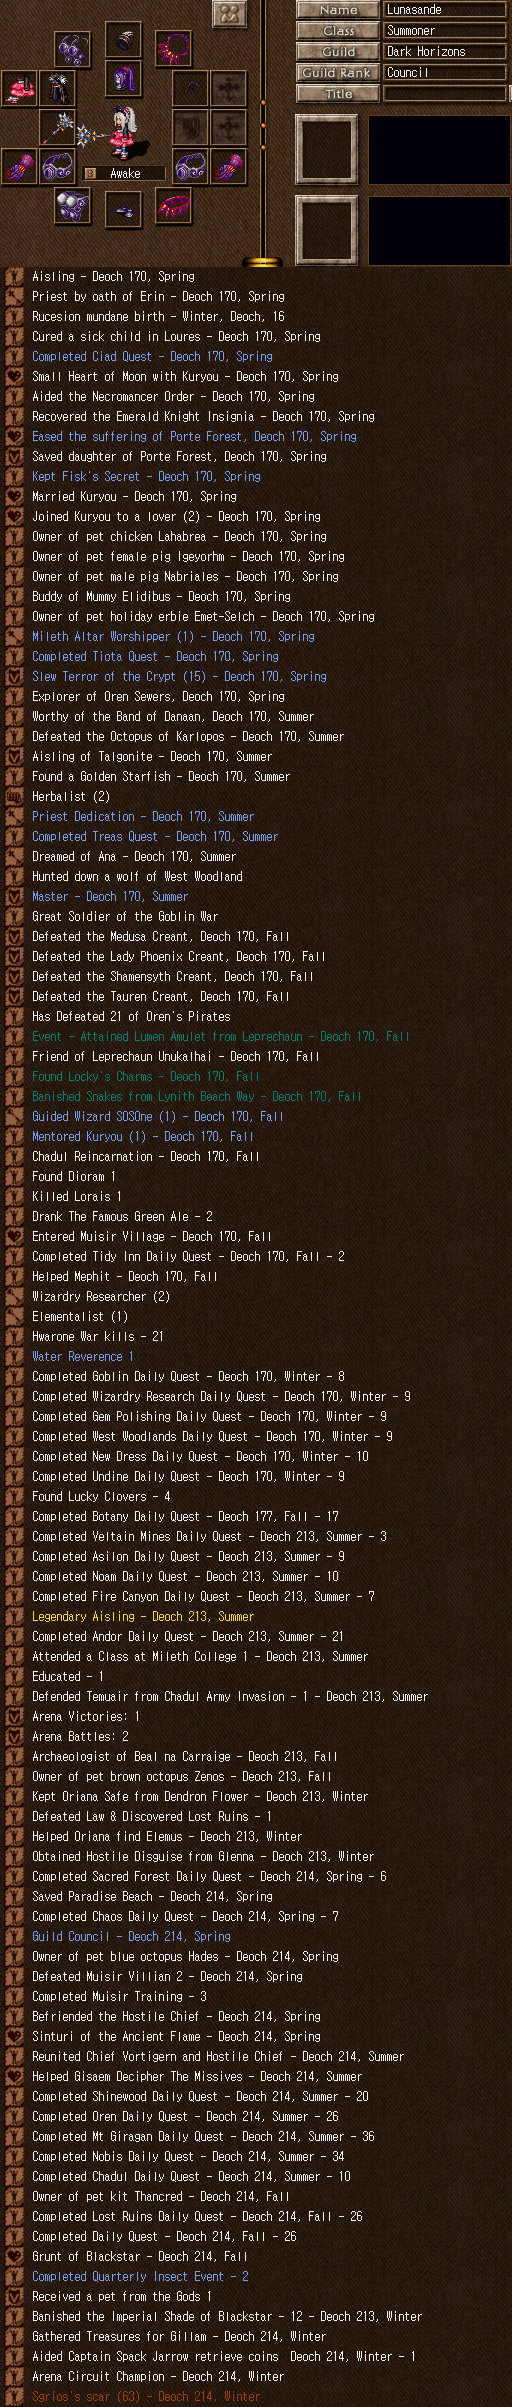 Name Lunasande
Class Summoner
Guild Dark Horizons
Guild Rank Council
Title
Awake
Aisling - Deoch 170, Spring
Priest by oath of Erin - Deoch 170, Spring
Rucesion mundane birth - Winter, Deoch, 16
Cured a sick child in Loures - Deoch 170, Spring
Completed Ciad Quest - Deoch 170, Spring
Small Heart of Moon with Kuryou - Deoch 170, Spring
Aided the Necromancer Order - Deoch 170, Spring
Recovered the Emerald Knight Insignia - Deoch 170, Spring
Eased the suffering of Porte Forest, Deoch 170, Spring
Saved daughter of Porte Forest, Deoch 170, Spring
Kept Fisk's Secret - Deoch 170, Spring
Married Kuryou - Deoch 170, Spring
Joined Kuryou to a lover (2) - Deoch 170, Spring
Owner of pet chicken Lahabrea - Deoch 170, Spring
Owner of pet female pig Igeyorhm - Deoch 170, Spring
Owner of pet male pig Nabriales - Deoch 170, Spring
Buddy of Mummy Elidibus - Deoch 170, Spring
Owner of pet holiday erbie Emet-Selch - Deoch 170, Spring
Mileth Altar Worshipper (1) - Deoch 170, Spring
Completed Tiota Quest - Deoch 170, Spring
Slew Terror of the Crypt (15) - Deoch 170, Spring
Explorer of Oren Sewers, Deoch 170, Spring
Worthy of the Band of Danaan, Deoch 170, Summer
Defeated the Octopus of Karlopos - Deoch 170, Summer
Aisling of Talgonite - Deoch 170, Summer
Found a Golden Starfish - Deoch 170, Summer
Herbalist (2)
Priest Dedication - Deoch 170, Summer
Completed Treas Quest - Deoch 170, Summer
Dreamed of Ana - Deoch 170, Summer
Hunted down a wolf of West Woodland
Master - Deoch 170, Summer
Great Soldier of the Goblin War
Defeated the Medusa Creant, Deoch 170, Fall
Defeated the Lady Phoenix Creant, Deoch 170, Fall
Defeated the Shamensyth Creant, Deoch 170, Fall
Defeated the Tauren Creant, Deoch 170, Fall
Has Defeated 21 of Oren's Pirates
Event - Attained Lumen Amulet from Leprechaun - Deoch 170, Fall
Friend of Leprechaun Unukalhai - Deoch 170, Fall
Found Locky's Charms - Deoch 170, Fall
Banished Snakes from Lynith Beach Way - Deoch 170, Fall
Guided Wizard SOSOne (1) - Deoch 170, Fall
Mentored Kuryou (1) - Deoch 170, Fall
Chadul Reincarnation - Deoch 170, Fall
Found Dioram 1
Killed Lorais 1
Drank The Famous Green Ale - 2
Entered Muisir Village - Deoch 170, Fall
Completed Tidy Inn Daily Quest - Deoch 170, Fall - 2
Helped Mephit - Deoch 170, Fall
Wizardry Researcher (2)
Elementalist (1)
Hwarone War kills - 21
Water Reverence 1
Completed Goblin Daily Quest - Deoch 170, Winter - 8
Completed Wizardry Research Daily Quest - Deoch 170, Winter - 9
Completed Gem Polishing Daily Quest - Deoch 170, Winter - 9
Completed West Woodlands Daily Quest - Deoch 170, Winter - 9
Completed New Dress Daily Quest - Deoch 170, Winter - 10
Completed Undine Daily Quest - Deoch 170, Winter - 9
Found Lucky Clovers - 4
Completed Botany Daily Quest - Deoch 177, Fall - 17
Completed Veltain Mines Daily Quest - Deoch 213, Summer - 3
Completed Asilon Daily Quest - Deoch 213, Summer - 9
Completed Noam Daily Quest - Deoch 213, Summer - 10
Completed Fire Canyon Daily Quest - Deoch 213, Summer - 7
Legendary Aisling - Deoch 213, Summer
Completed Andor Daily Quest - Deoch 213, Summer - 21
Attended a Class at Mileth College 1 - Deoch 213, Summer
Educated - 1
Defended Temuair from Chadul Army Invasion - 1 - Deoch 213, Summer
Arena Victories: 1
Arena Battles: 2
Archaeologist of Beal na Carraige - Deoch 213, Fall
Owner of pet brown octopus Zenos - Deoch 213, Fall
Kept Oriana Safe from Dendron Flower - Deoch 213, Winter
Defeated Law & Discovered Lost Ruins - 1
Helped Oriana find Elemus - Deoch 213, Winter
Obtained Hostile Disguise from Glenna - Deoch 213, Winter
Completed Sacred Forest Daily Quest - Deoch 214, Spring - 6
Saved Paradise Beach - Deoch 214, Spring
Completed Chaos Daily Quest - Deoch 214, Spring - 7
Guild Council - Deoch 214, Spring
Owner of pet blue octopus Hades - Deoch 214, Spring
Defeated Muisir Villian 2 - Deoch 214, Spring
Completed Muisir Training - 3
Befriended the Hostile Chief - Deoch 214, Spring
Sinturi of the Ancient Flame - Deoch 214, Spring
Reunited Chief Vortigern and Hostile Chief - Deoch 214, Summer
Helped Gisaem Decipher The Missives - Deoch 214, Summer
Completed Shinewood Daily Quest - Deoch 214, Summer - 20
Completed Oren Daily Quest - Deoch 214, Summer - 26
Completed Mt Giragan Daily Quest - Deoch 214, Summer - 36
Completed Nobis Daily Quest - Deoch 214, Summer - 34
Completed Chadul Daily Quest - Deoch 214, Summer - 10
Owner of pet kit Thancred - Deoch 214, Fall
Completed Lost Ruins Daily Quest - Deoch 214, Fall - 26
Completed Daily Quest - Deoch 214, Fall - 26
Grunt of Blackstar - Deoch 214, Fall
Completed Quarterly Insect Event - 2
Received a pet from the Gods 1
Banished the Imperial Shade of Blackstar - 12 - Deoch 213, Winter
Gathered Treasures for Gillam - Deoch 214, Winter
Aided Captain Spack Jarrow retrieve coins  Deoch 214, Winter - 1
Arena Circuit Champion - Deoch 214, Winter
Sgrios's scar (63) - Deoch 214, Winter